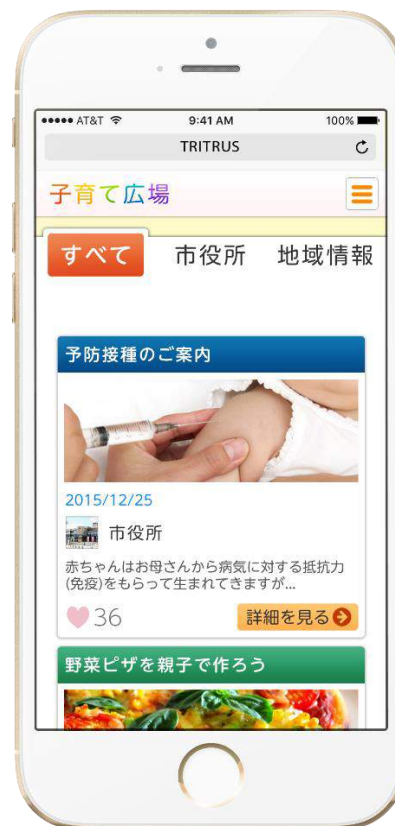 ●●●●● AT&T 9:41 AM 100%
TRITRUS
子育て広場
すべて 市役所 地域情報
予防接種のご案内
2015/12/25
市役所
赤ちゃんはお母さんから病気に対する抵抗力
(免疫)をもらって生まれてきますが...
36 詳細を見る
野菜ピザを親子で作ろう